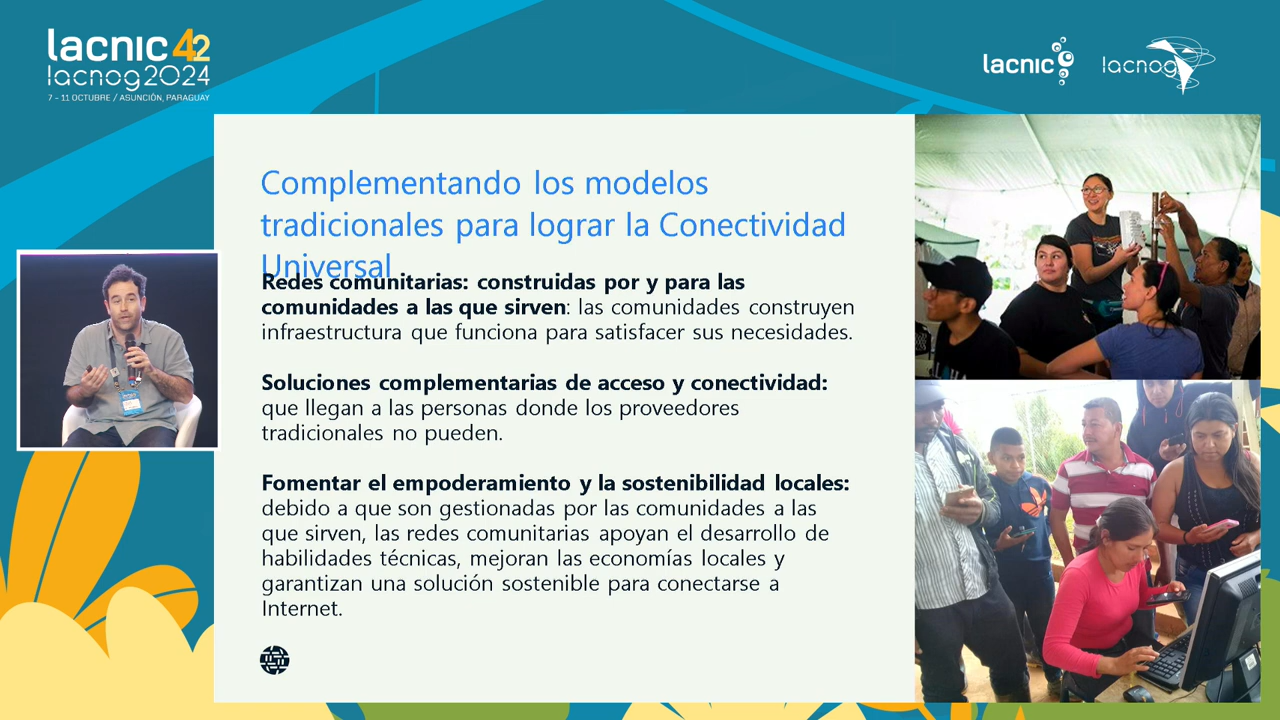 lacnic 42
lacnog2024
7 - 11 OCTUBRE / ASUNCIÓN, PARAGUAY
lacnic
lacnog
Complementando los modelos
tradicionales para lograr la Conectividad
Universal
Redes comunitarias: construidas por y para las
comunidades a las que sirven: las comunidades construyen
infraestructura que funciona para satisfacer sus necesidades.
Soluciones complementarias de acceso y conectividad:
que llegan a las personas donde los proveedores
tradicionales no pueden.
Fomentar el empoderamiento y la sostenibilidad locales:
debido a que son gestionadas por las comunidades a las
que sirven, las redes comunitarias apoyan el desarrollo de
habilidades técnicas, mejoran las economías locales y
garantizan una solución sostenible para conectarse a
Internet.